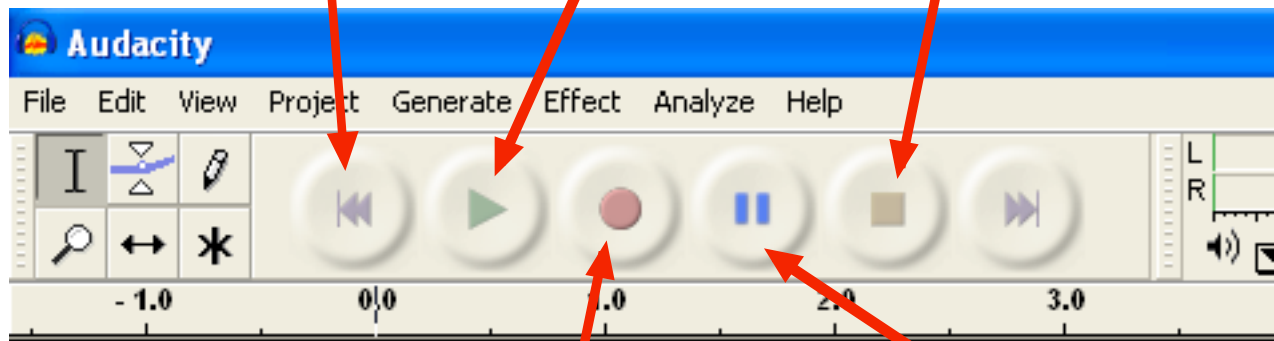 Audacity
File Edit View Project Generate Effect Analyze Help
L
R
- 1.0 0.0 1.0 2.0 3.0